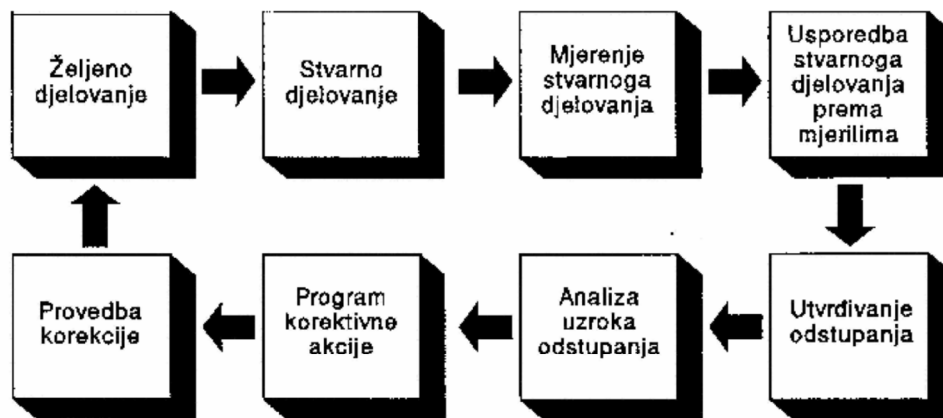 Željeno
djelovanje
Stvarno
djelovanje
Mjerenje
stvarnoga
djelovanja
Usporedba
stvarnoga
djelovanja
prema
mjerilima
Provedba
korekcije
Program
korektivne
akcije
Analiza
uzroka
odstupanja
Utvrđivanje
odstupanja